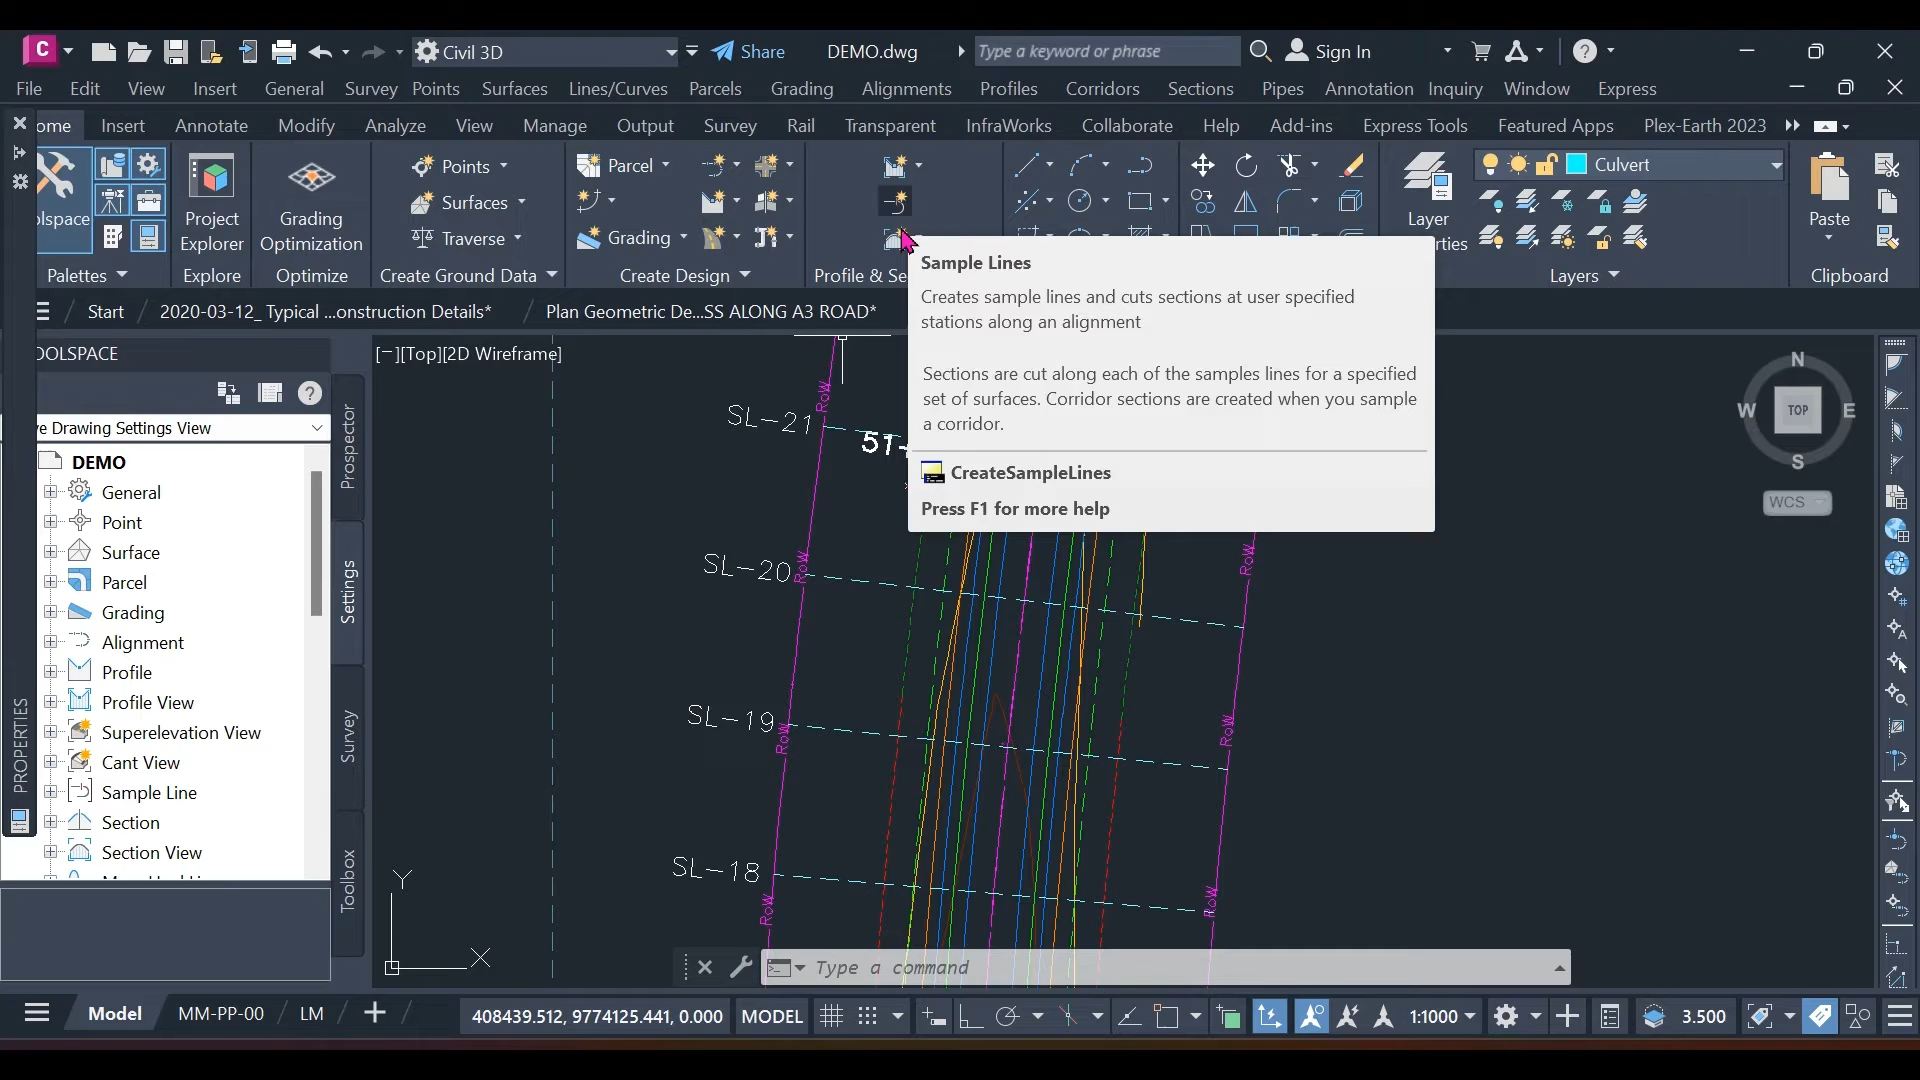 C
Civil 3D
Share
DEMO.dwg
Type a keyword or phrase
Sign In
File Edit View Insert General Survey Points Surfaces Lines/Curves Parcels Grading Alignments Profiles Corridors Sections Pipes Annotation Inquiry Window Express
ome Insert Annotate Modify Analyze View Manage Output Survey Rail Transparent InfraWorks Collaborate Help Add-ins Express Tools Featured Apps Plex-Earth 2023
Points
Parcel
Culvert
olspace
Project
Explorer
Grading
Optimization
Surfaces
Layer
erties
Paste
Traverse
Grading
Palettes Explore Optimize Create Ground Data Create Design Profile & Se Layers Clipboard
Sample Lines
Creates sample lines and cuts sections at user specified
stations along an alignment
Sections are cut along each of the samples lines for a specified
set of surfaces. Corridor sections are created when you sample
a corridor.
CreateSampleLines
Press F1 for more help
Start 2020-03-12_ Typical ...onstruction Details* Plan Geometric De...SS ALONG A3 ROAD*
OOLSPACE
[−][Top][2D Wireframe]
ve Drawing Settings View
DEMO
General
Point
Surface
Parcel
Grading
Alignment
Profile
Profile View
Superelevation View
Cant View
Sample Line
Section
Section View
Prospector
Settings
Survey
Toolbox
PROPERTIES
N
W TOP E
S
WCS
RoW
SL-21
51
SL-20
RoW
RoW
SL-19
RoW
RoW
SL-18
RoW
RoW
Y
X
Type a command
Model MM-PP-00 LM 408439.512, 9774125.441, 0.000 MODEL 1:1000 3.500